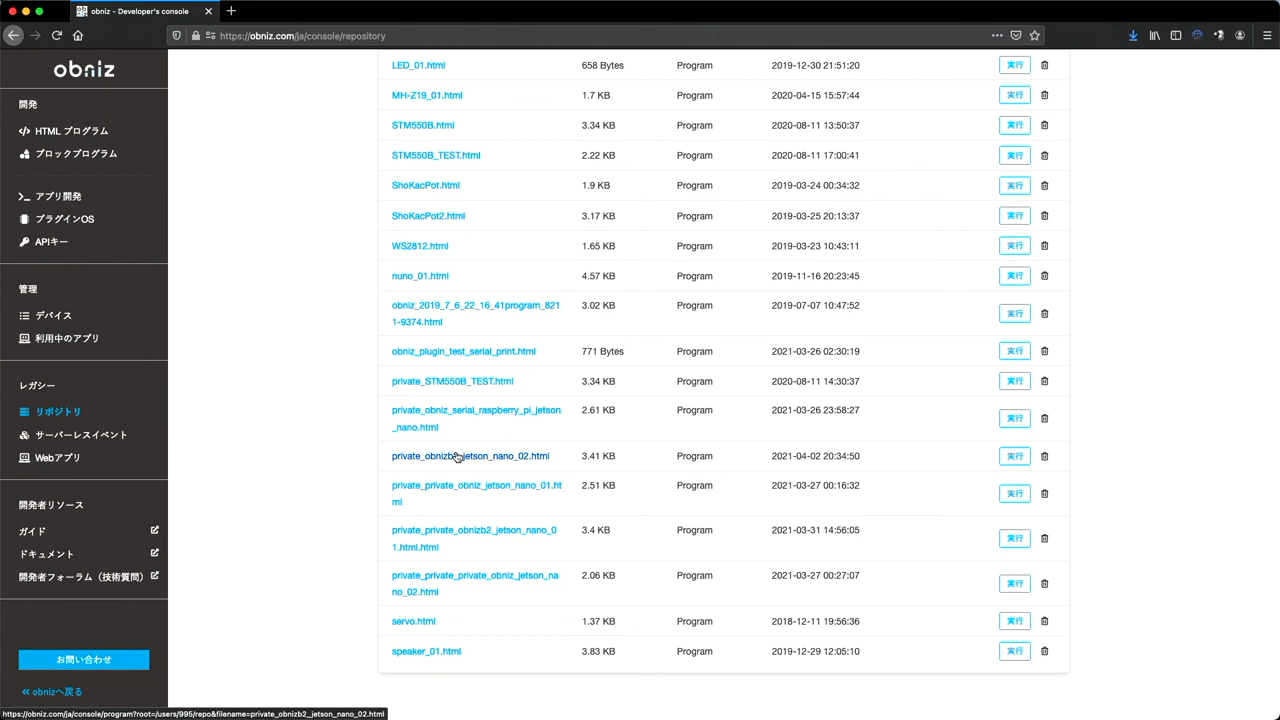 obniz - Developer's console
https://obniz.com/ja/console/repository
obniz
開発
HTML プログラム
ブロックプログラム
アプリ開発
プラグインOS
APIキー
管理
デバイス
利用中のアプリ
レガシー
リポジトリ
サーバーレスイベント
Webアプリ
開発者リソース
ガイド
ドキュメント
開発者フォーラム（技術質問）
お問い合わせ
obnizへ戻る
LED_01.html 658 Bytes Program 2019-12-30 21:51:20 実行
MH-Z19_01.html 1.7 KB Program 2020-04-15 15:57:44 実行
STM550B.html 3.34 KB Program 2020-08-11 13:50:37 実行
STM550B_TEST.html 2.22 KB Program 2020-08-11 17:00:41 実行
ShoKacPot.html 1.9 KB Program 2019-03-24 00:34:32 実行
ShoKacPot2.html 3.17 KB Program 2019-03-25 20:13:37 実行
WS2812.html 1.65 KB Program 2019-03-23 10:43:11 実行
nuno_01.html 4.57 KB Program 2019-11-16 20:23:45 実行
obniz_2019_7_6_22_16_41program_821 3.02 KB Program 2019-07-07 10:47:52 実行
1-9374.html
obniz_plugin_test_serial_print.html 771 Bytes Program 2021-03-26 02:30:19 実行
private_STM550B_TEST.html 3.34 KB Program 2020-08-11 14:30:37 実行
private_obniz_serial_raspberry_pi_jetson 2.61 KB Program 2021-03-26 23:58:27 実行
_nano.html
private_obnizb2_jetson_nano_02.html 3.41 KB Program 2021-04-02 20:34:50 実行
private_private_obniz_jetson_nano_01.ht 2.51 KB Program 2021-03-27 00:16:32 実行
ml
private_private_obnizb2_jetson_nano_0 3.4 KB Program 2021-03-31 14:56:05 実行
1.html.html
private_private_private_obniz_jetson_na 2.06 KB Program 2021-03-27 00:27:07 実行
no_02.html
servo.html 1.37 KB Program 2018-12-11 19:56:36 実行
speaker_01.html 3.83 KB Program 2019-12-29 12:05:10 実行
https://obniz.com/ja/console/program?root=/users/995/repo&filename=private_obnizb2_jetson_nano_02.html